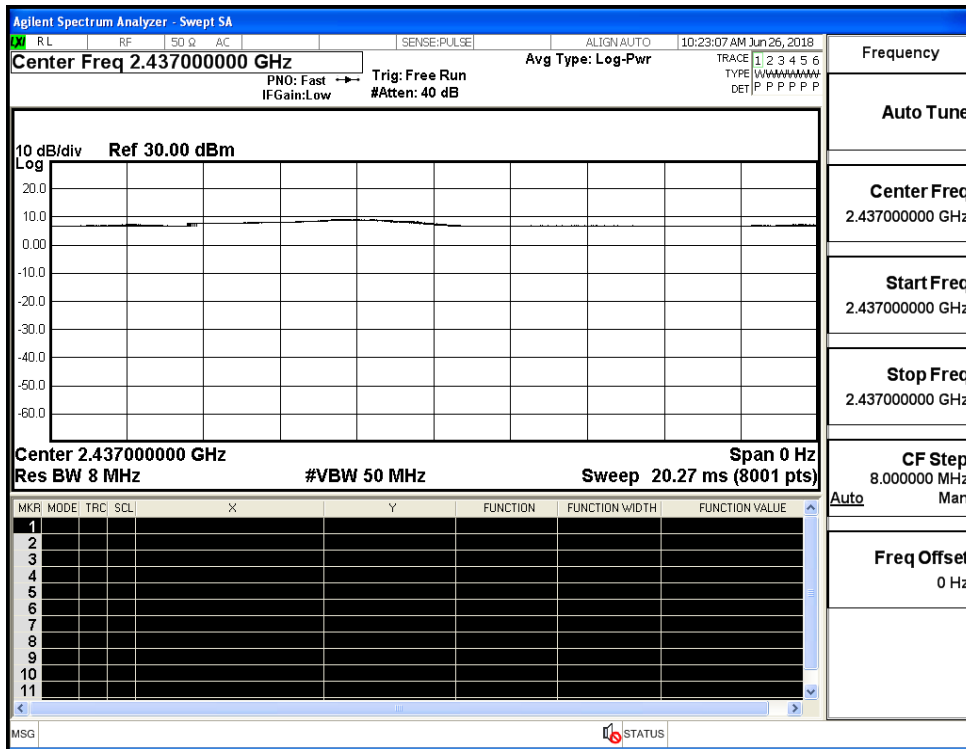 Agilent Spectrum Analyzer - Swept SA
LXI RL RF 50 Ω AC SENSE:PULSE ALIGN AUTO 10:23:07 AM Jun 26, 2018
Center Freq 2.437000000 GHz
PNO: Fast
IFGain:Low
Trig: Free Run
#Atten: 40 dB
Avg Type: Log-Pwr
TRACE 1 2 3 4 5 6
TYPE WWWWWW
DET P P P P P P
10 dB/div Ref 30.00 dBm
Log
20.0
10.0
0.00
-10.0
-20.0
-30.0
-40.0
-50.0
-60.0
Center 2.437000000 GHz Span 0 Hz
Res BW 8 MHz #VBW 50 MHz Sweep 20.27 ms (8001 pts)
MKR MODE TRC SCL X Y FUNCTION FUNCTION WIDTH FUNCTION VALUE
1
2
3
4
5
6
7
8
9
10
11
MSG STATUS
Frequency
Auto Tune
Center Freq
2.437000000 GHz
Start Freq
2.437000000 GHz
Stop Freq
2.437000000 GHz
CF Step
8.000000 MHz
Auto Man
Freq Offset
0 Hz